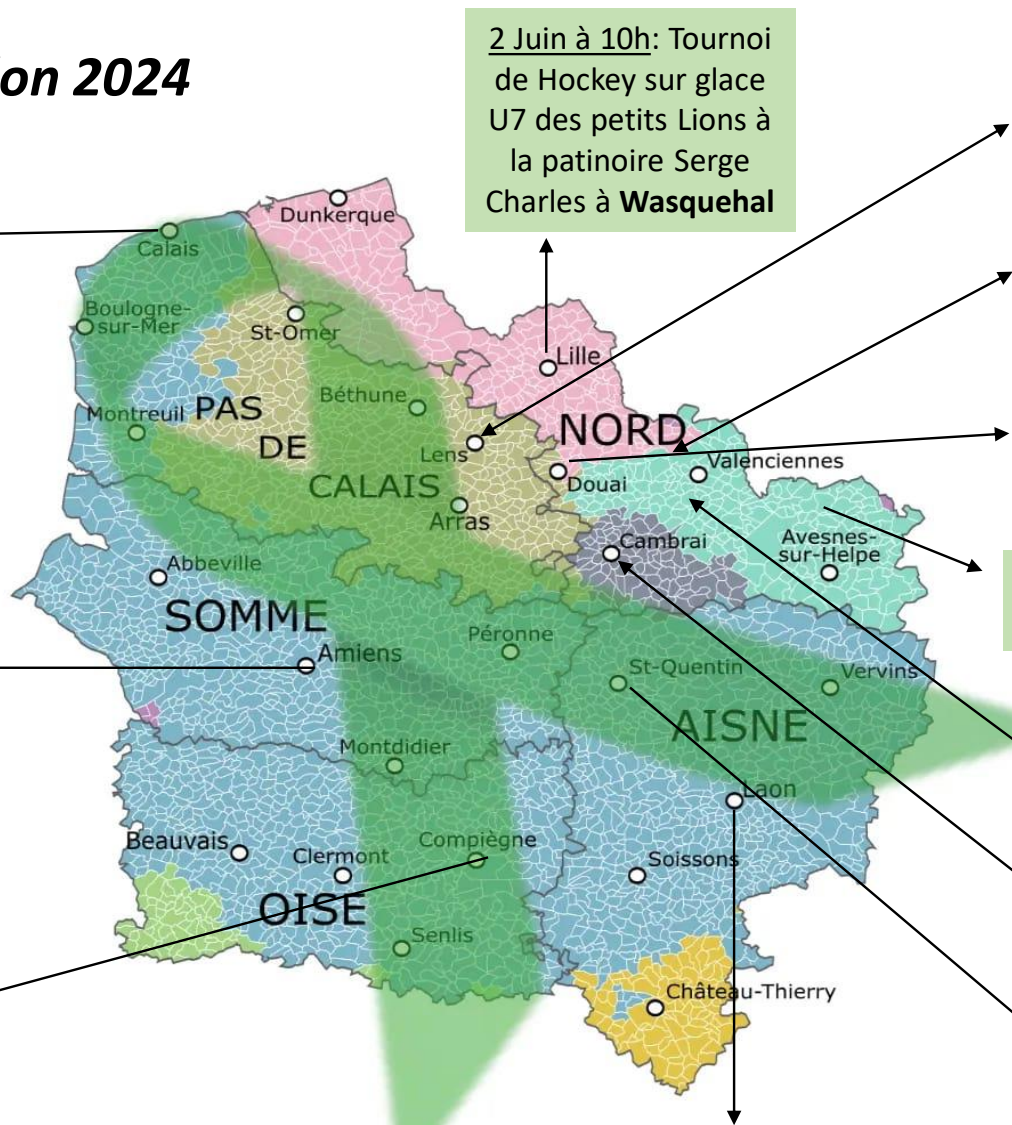 ion 2024
2 Juin à 10h: Tournoi
de Hockey sur glace
U7 des petits Lions à
la patinoire Serge
Charles à Wasquehal
Dunkerque
Calais
Boulogne-
sur-Mer
St-Omer
Lille
Béthune
Montreuil
PAS
DE
CALAIS
Lens
NORD
Douai
Valenciennes
Arras
Cambrai
Avesnes-
sur-Helpe
Abbeville
SOMME
Amiens
Péronne
St-Quentin
Vervins
AISNE
Montdidier
Laon
Beauvais
Clermont
Compiègne
Soissons
OISE
Senlis
Château-Thierry